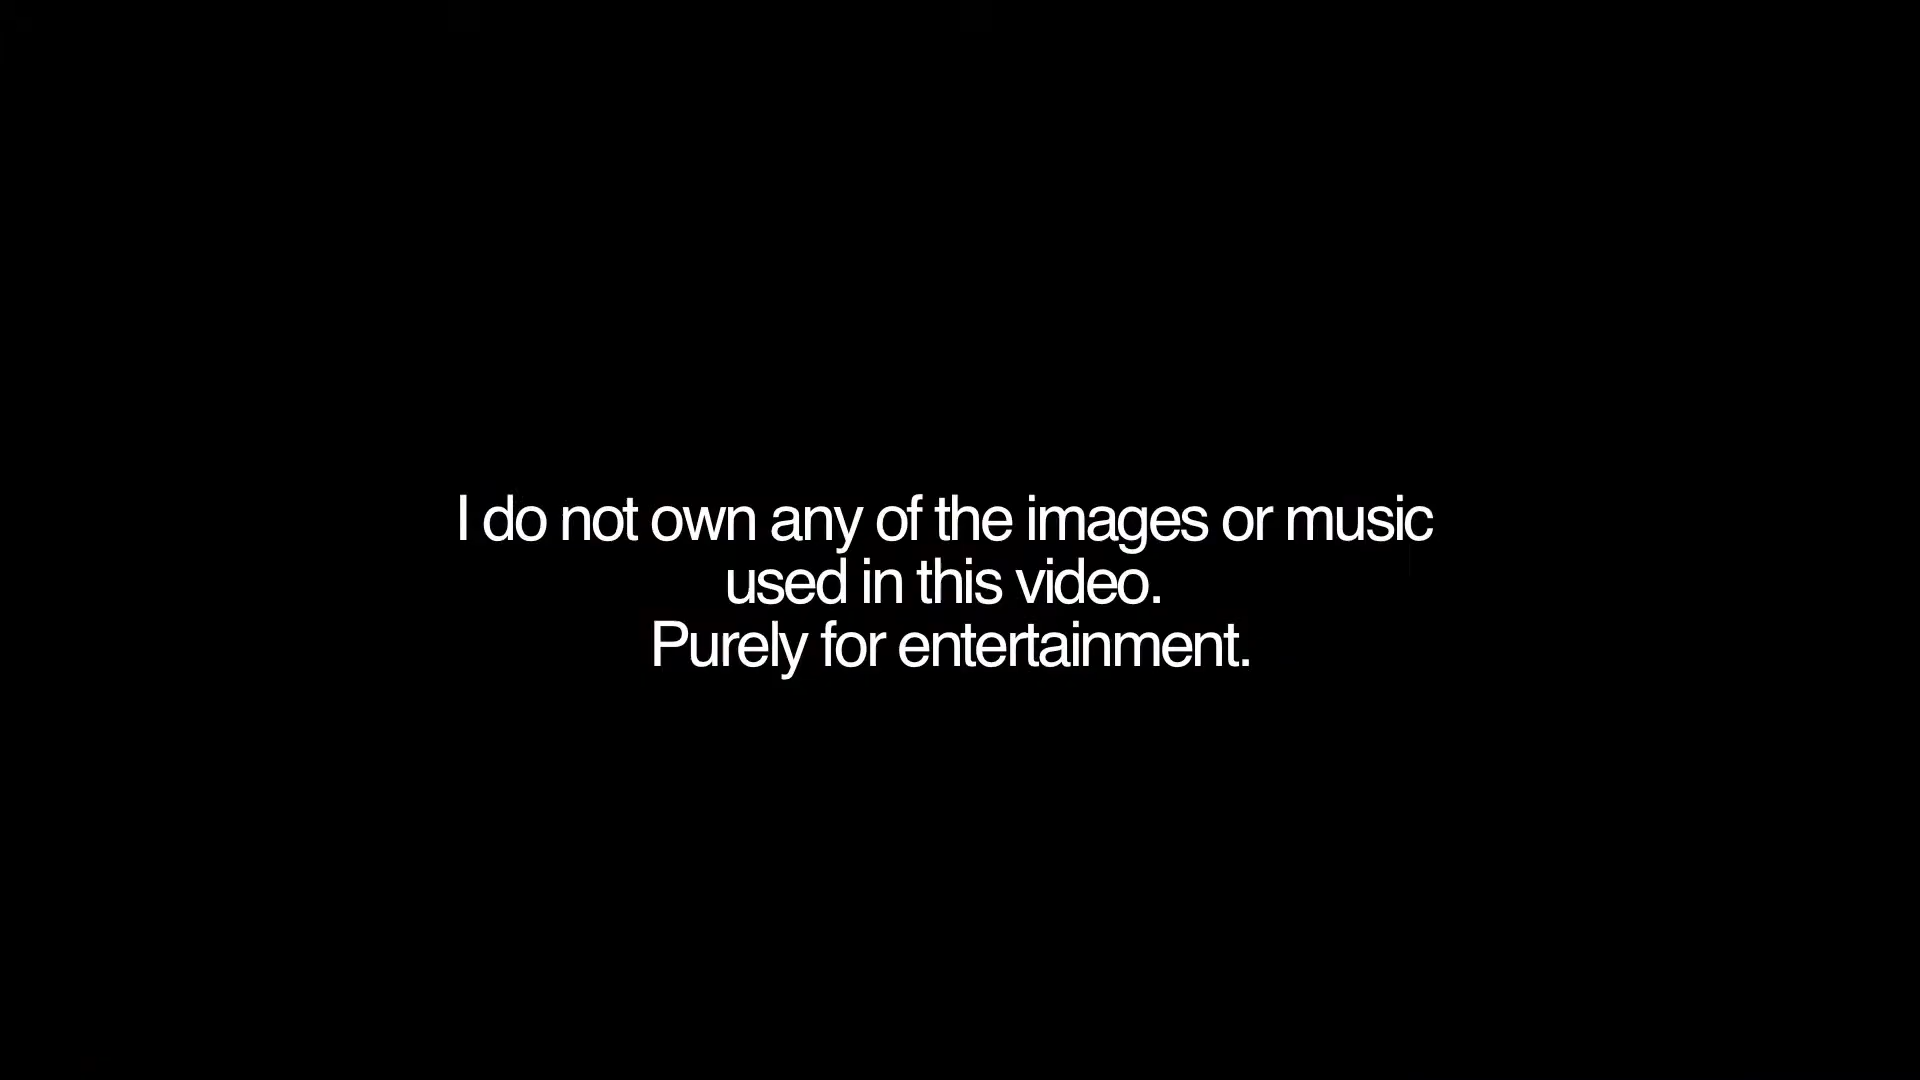 I do not own any of the images or music
used in this video.
Purely for entertainment.